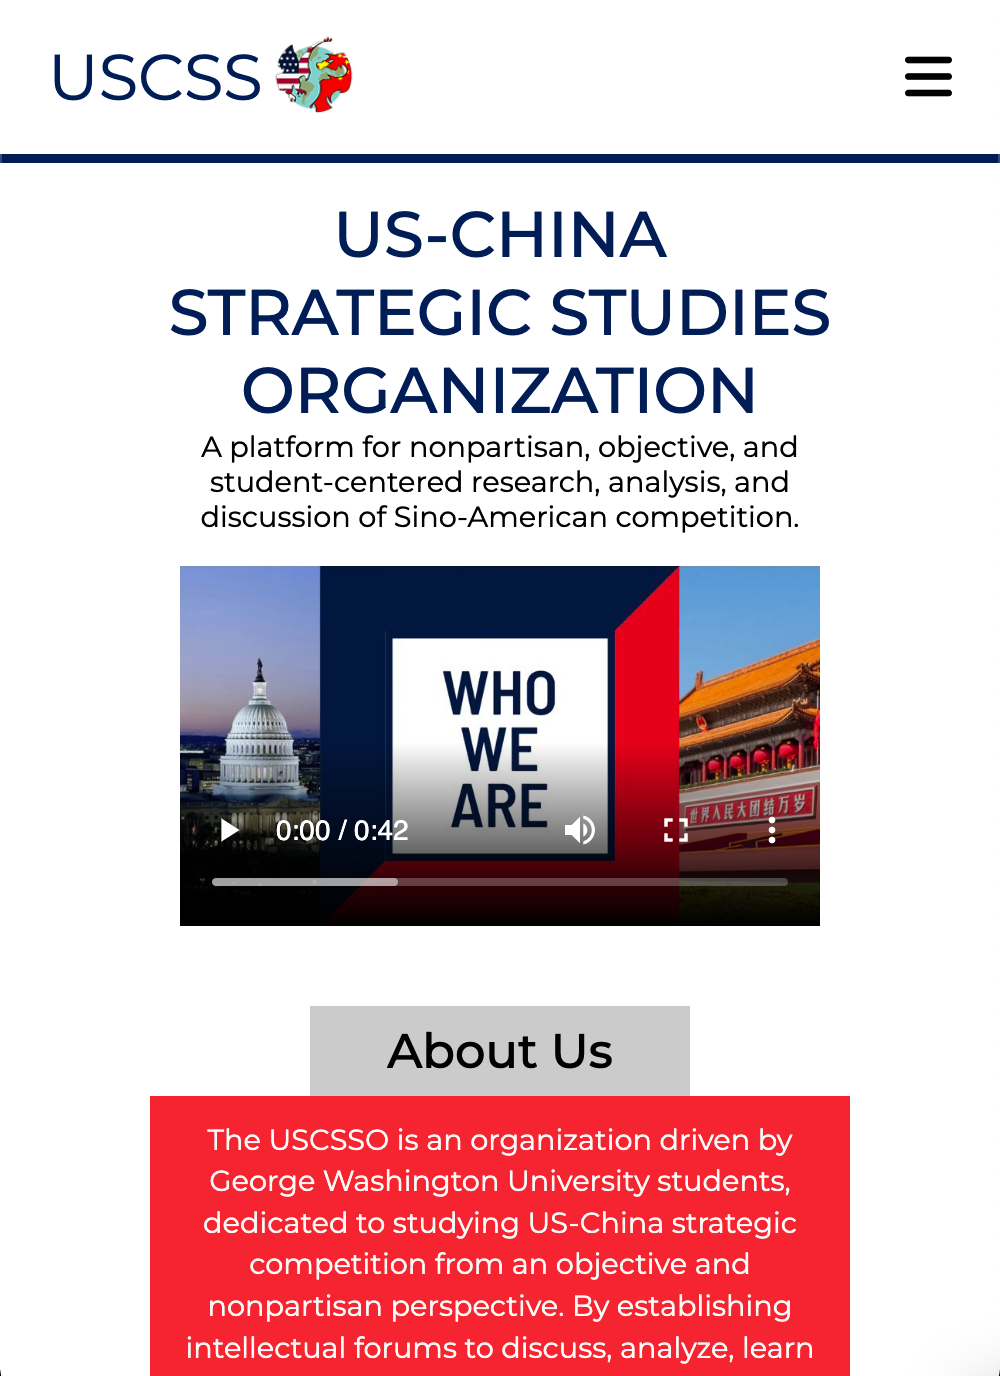 USCSS
US-CHINA
STRATEGIC STUDIES
ORGANIZATION
A platform for nonpartisan, objective, and
student-centered research, analysis, and
discussion of Sino-American competition.
WHO
WE
ARE
世界人民大团结万岁
0:00 / 0:42
About Us
The USCSSO is an organization driven by
George Washington University students,
dedicated to studying US-China strategic
competition from an objective and
nonpartisan perspective. By establishing
intellectual forums to discuss, analyze, learn